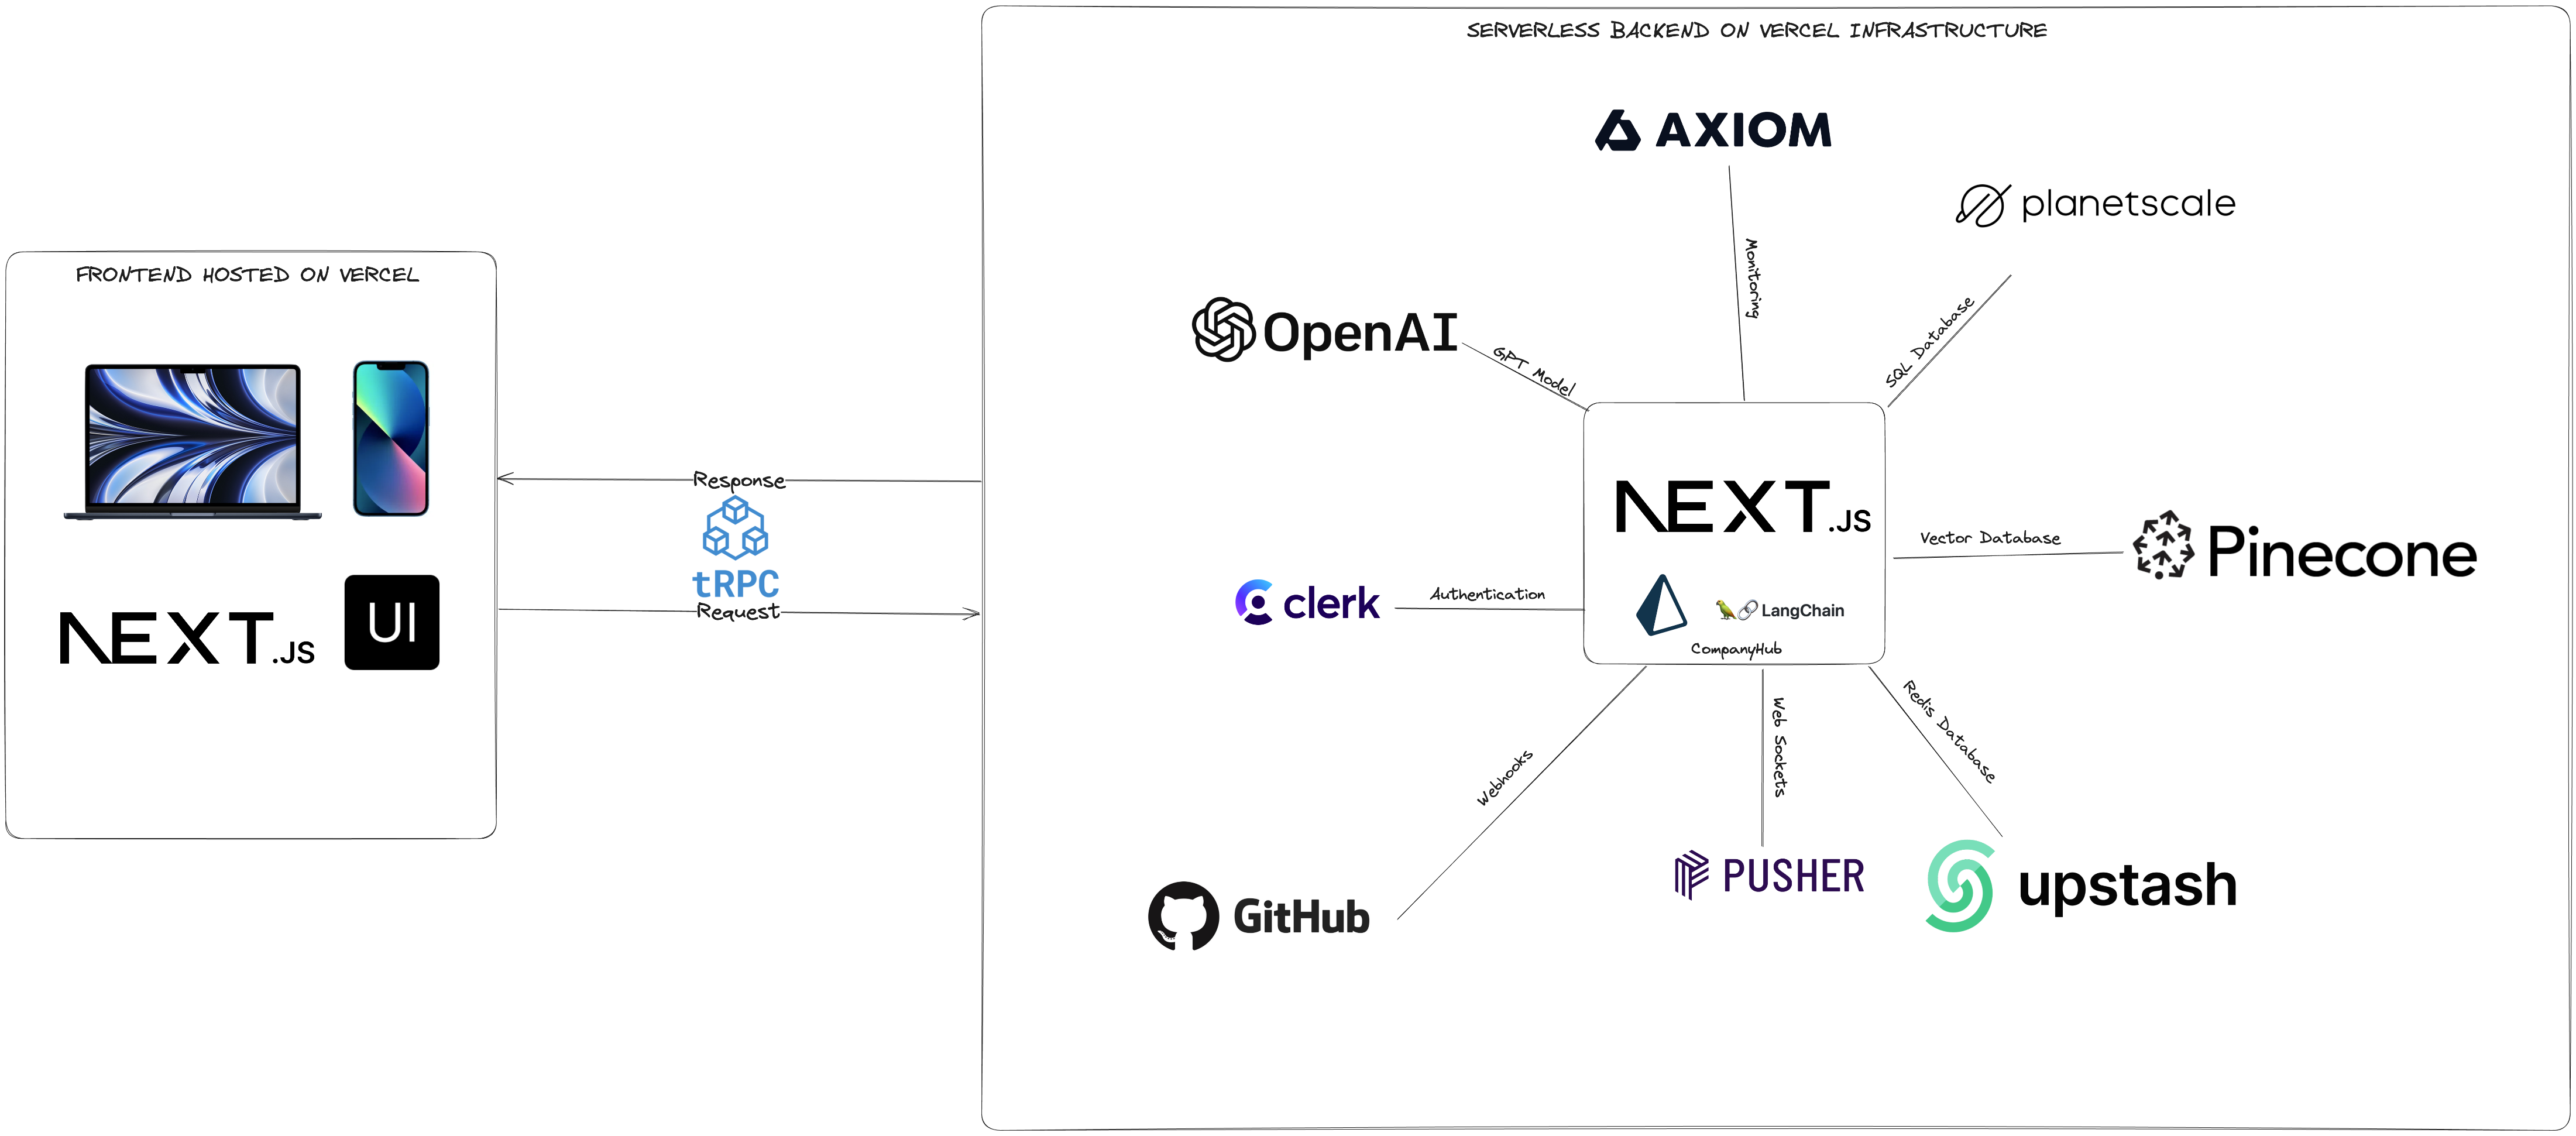 SERVERLESS BACKEND ON VERCEL INFRASTRUCTURE
AXIOM
planetscale
Monitoring
FRONTEND HOSTED ON VERCEL
OpenAI
GPT Model
SQL Database
NEXT.JS
Response
tRPC
Request
Vector Database
Pinecone
clerk
Authentication
LangChain
CompanyHub
NEXT.JS
UI
Webhooks
Web Sockets
Redis Database
GitHub
PUSHER
upstash